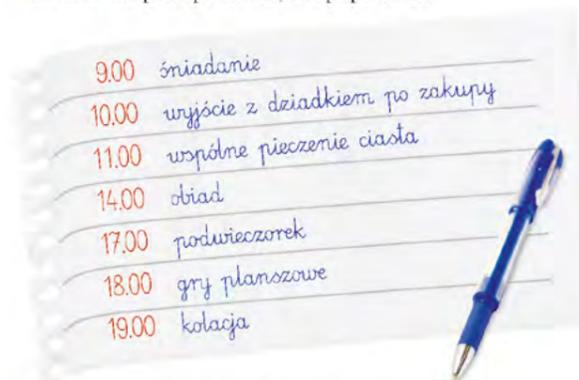 9.00 śniadanie
10.00 wyjście z dziadkiem po zakupy
11.00 wspólne pieczenie ciasta
14.00 obiad
17.00 podwieczorek
18.00 gry planszowe
19.00 kolacja